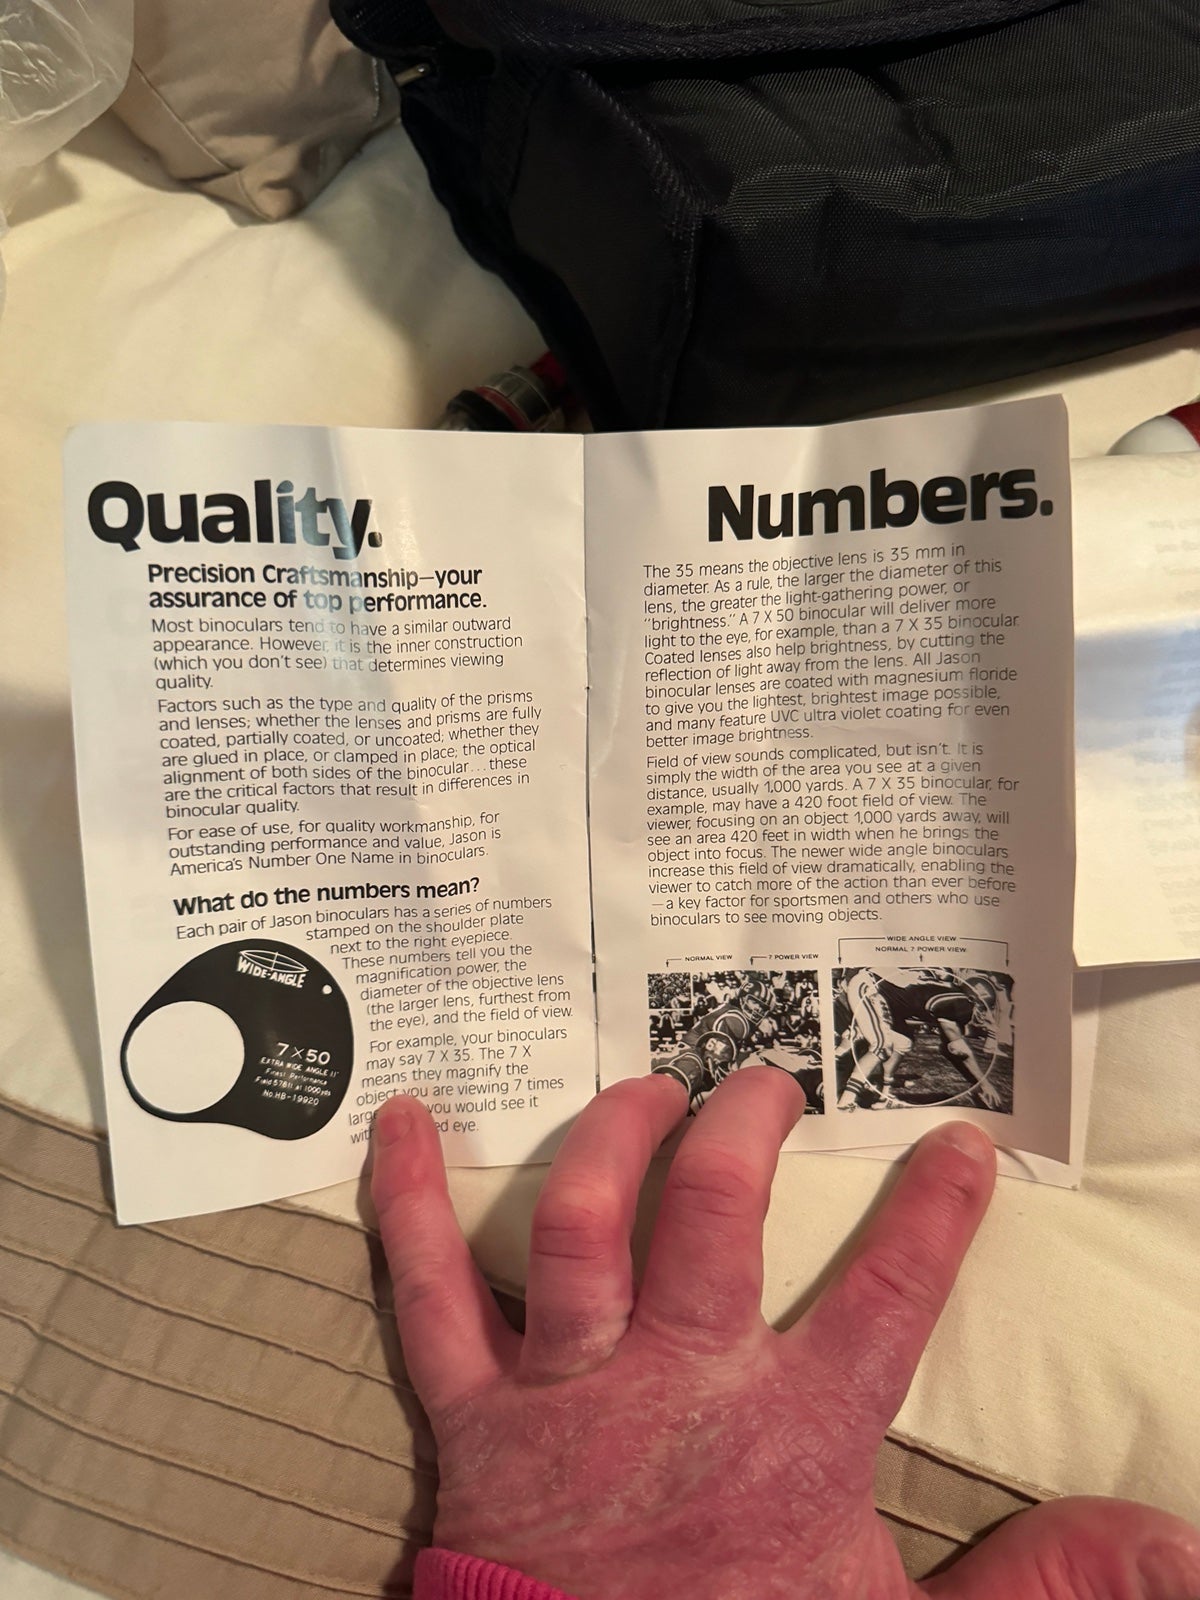 Quality.
Precision Craftsmanship—your
assurance of top performance.
Most binoculars tend to have a similar outward
appearance. However, it is the inner construction
(which you don't see) that determines viewing
quality.
Factors such as the type and quality of the prisms
and lenses; whether the lenses and prisms are fully
coated, partially coated, or uncoated; whether they
are glued in place, or clamped in place; the optical
alignment of both sides of the binocular...these
are the critical factors that result in differences in
binocular quality.
For ease of use, for quality workmanship, for
outstanding performance and value, Jason is
America's Number One Name in binoculars.
What do the numbers mean?
Each pair of Jason binoculars has a series of numbers
stamped on the shoulder plate
next to the right eyepiece.
These numbers tell you the
magnification power, the
diameter of the objective lens
(the larger lens, furthest from
the eye), and the field of view.
For example, your binoculars
may say 7 X 35. The 7 X
means they magnify the
object you are viewing 7 times
you would see it
eye.
WIDE-ANGLE
7×50
EXTRA WIDE ANGLE 11°
Finest Performance
Field 578ft at 1000yds
No.HB-19920
Numbers.
The 35 means the objective lens is 35 mm in
diameter. As a rule, the larger the diameter of this
lens, the greater the light-gathering power, or
"brightness." A 7 X 50 binocular will deliver more
light to the eye, for example, than a 7 X 35 binocular.
Coated lenses also help brightness, by cutting the
reflection of light away from the lens. All Jason
binocular lenses are coated with magnesium floride
to give you the lightest, brightest image possible,
and many feature UVC ultra violet coating for even
better image brightness.
Field of view sounds complicated, but isn't. It is
simply the width of the area you see at a given
distance, usually 1,000 yards. A 7 X 35 binocular, for
example, may have a 420 foot field of view. The
viewer, focusing on an object 1,000 yards away, will
see an area 420 feet in width when he brings the
object into focus. The newer wide angle binoculars
increase this field of view dramatically, enabling the
viewer to catch more of the action than ever before
—a key factor for sportsmen and others who use
binoculars to see moving objects.
NORMAL VIEW
7 POWER VIEW
WIDE ANGLE VIEW
NORMAL 7 POWER VIEW